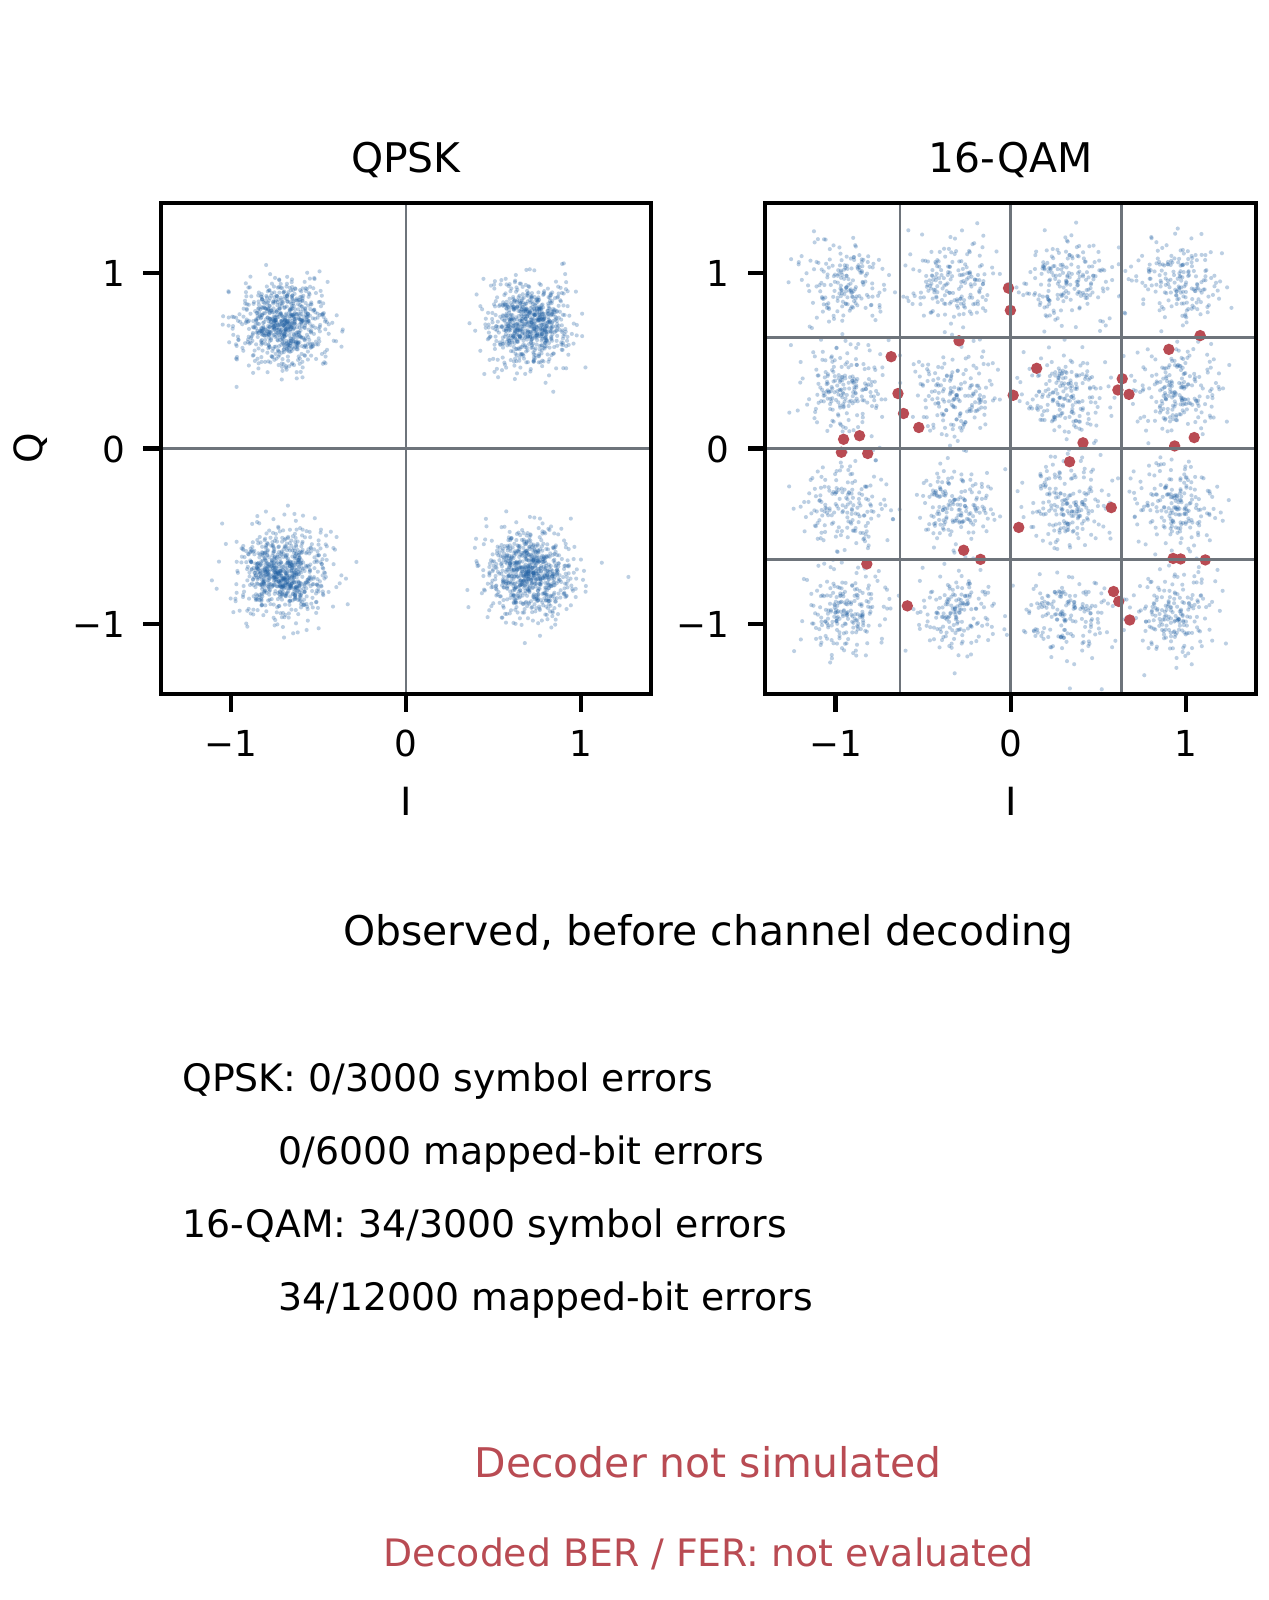 QPSK
16-QAM
1
0
−1
Q
−1
0
1
I
1
0
−1
−1
0
1
I
Observed, before channel decoding
QPSK: 0/3000 symbol errors
0/6000 mapped-bit errors
16-QAM: 34/3000 symbol errors
34/12000 mapped-bit errors
Decoder not simulated
Decoded BER / FER: not evaluated